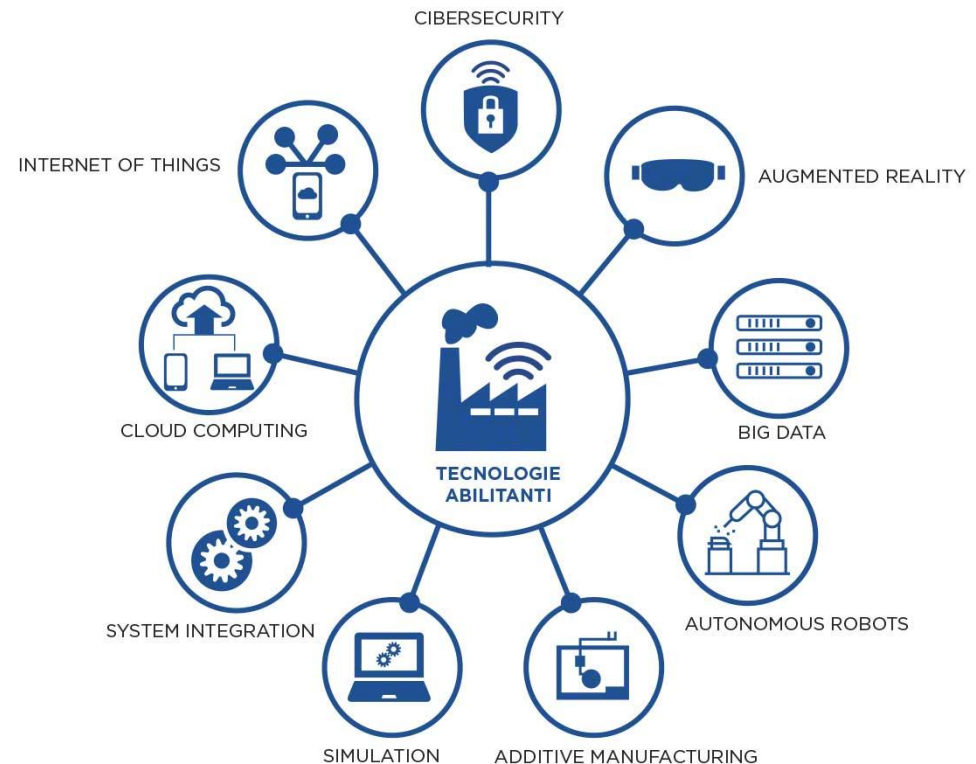 CIBERSECURITY
INTERNET OF THINGS
AUGMENTED REALITY
CLOUD COMPUTING
BIG DATA
TECNOLOGIE
ABILITANTI
SYSTEM INTEGRATION
AUTONOMOUS ROBOTS
SIMULATION
ADDITIVE MANUFACTURING